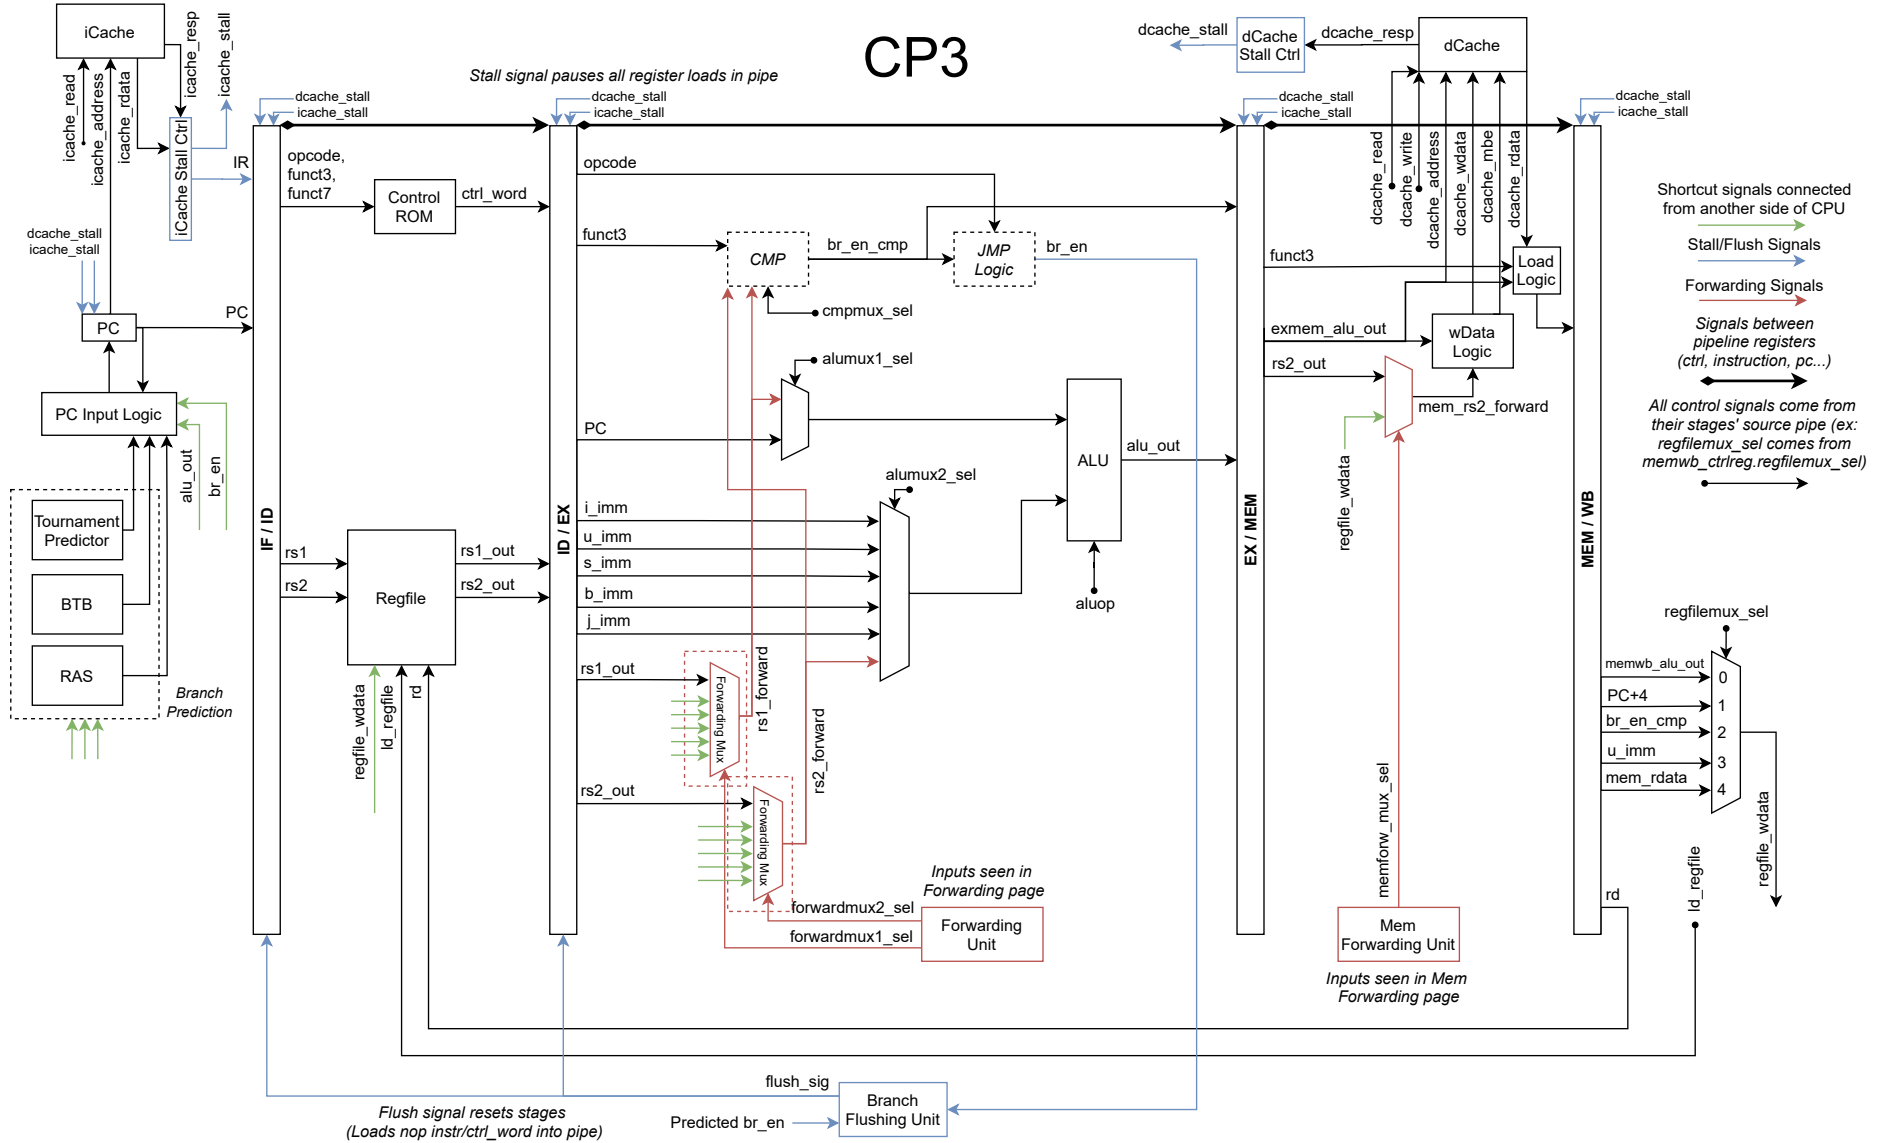 CP3
iCache
icache_read
icache_address
icache_rdata
icache_resp
icache_stall
iCache Stall Ctrl
IR
dcache_stall
icache_stall
PC
PC
PC Input Logic
alu_out
br_en
Tournament
Predictor
BTB
RAS
Branch
Prediction
Stall signal pauses all register loads in pipe
dcache_stall
icache_stall
IF / ID
opcode,
funct3,
funct7
Control
ROM
ctrl_word
rs1
rs2
Regfile
rs1_out
rs2_out
regfile_wdata
ld_regfile
rd
dcache_stall
icache_stall
ID / EX
opcode
funct3
CMP
br_en_cmp
JMP
Logic
br_en
cmpmux_sel
alumux1_sel
PC
alumux2_sel
i_imm
u_imm
s_imm
b_imm
j_imm
rs1_out
rs2_out
Forwarding Mux
rs1_forward
Forwarding Mux
rs2_forward
ALU
alu_out
aluop
Inputs seen in
Forwarding page
forwardmux2_sel
forwardmux1_sel
Forwarding
Unit
flush_sig
Branch
Flushing Unit
Predicted br_en
Flush signal resets stages
(Loads nop instr/ctrl_word into pipe)
dcache_stall
dCache
Stall Ctrl
dcache_resp
dCache
dcache_stall
icache_stall
EX / MEM
dcache_read
dcache_write
dcache_address
dcache_wdata
dcache_mbe
dcache_rdata
funct3
Load
Logic
exmem_alu_out
wData
Logic
rs2_out
mem_rs2_forward
regfile_wdata
memforw_mux_sel
Mem
Forwarding Unit
Inputs seen in Mem
Forwarding page
dcache_stall
icache_stall
MEM / WB
regfilemux_sel
memwb_alu_out
0
PC+4
1
br_en_cmp
2
u_imm
3
mem_rdata
4
regfile_wdata
ld_regfile
rd
Shortcut signals connected
from another side of CPU
Stall/Flush Signals
Forwarding Signals
Signals between
pipeline registers
(ctrl, instruction, pc...)
All control signals come from
their stages' source pipe (ex:
regfilemux_sel comes from
memwb_ctrlreg.regfilemux_sel)